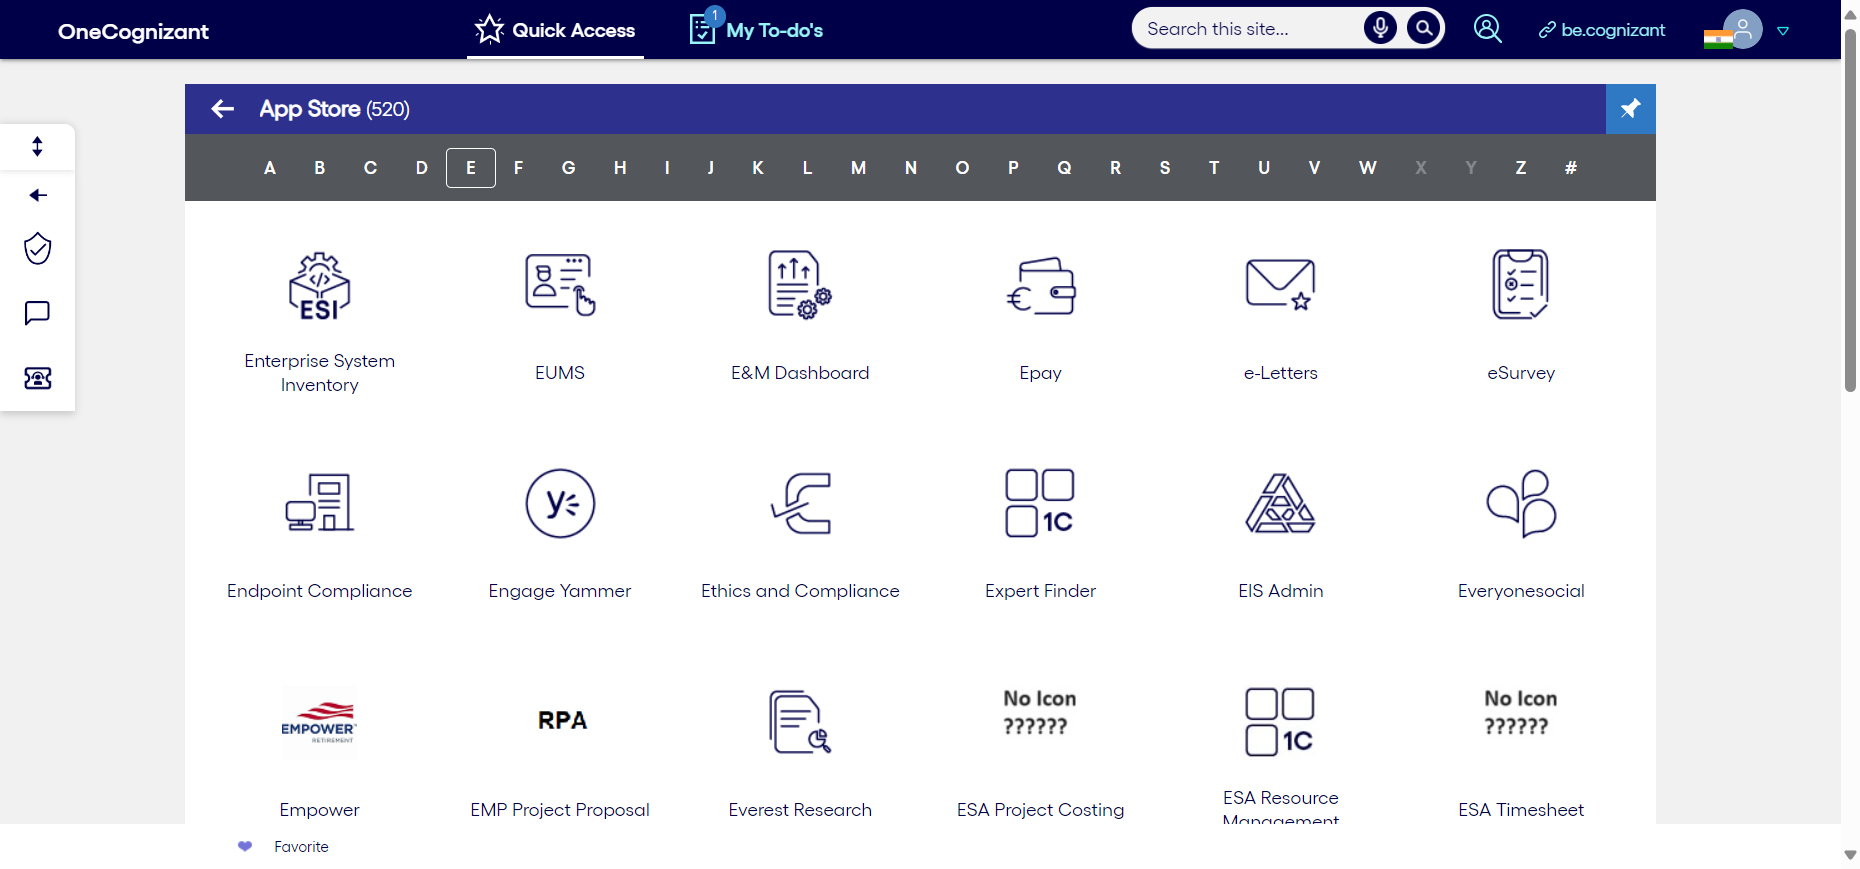 OneCognizant
Quick Access
1
My To-do's
Search this site...
be.cognizant
App Store (520)
A B C D E F G H I J K L M N O P Q R S T U V W X Y Z #
ESI
Enterprise System
Inventory
EUMS
E&M Dashboard
Epay
e-Letters
eSurvey
Endpoint Compliance
Engage Yammer
Ethics and Compliance
1C
Expert Finder
EIS Admin
Everyonesocial
EMPOWER
RETIREMENT
Empower
RPA
EMP Project Proposal
Everest Research
No Icon
??????
ESA Project Costing
1C
ESA Resource
Management
No Icon
??????
ESA Timesheet
Favorite